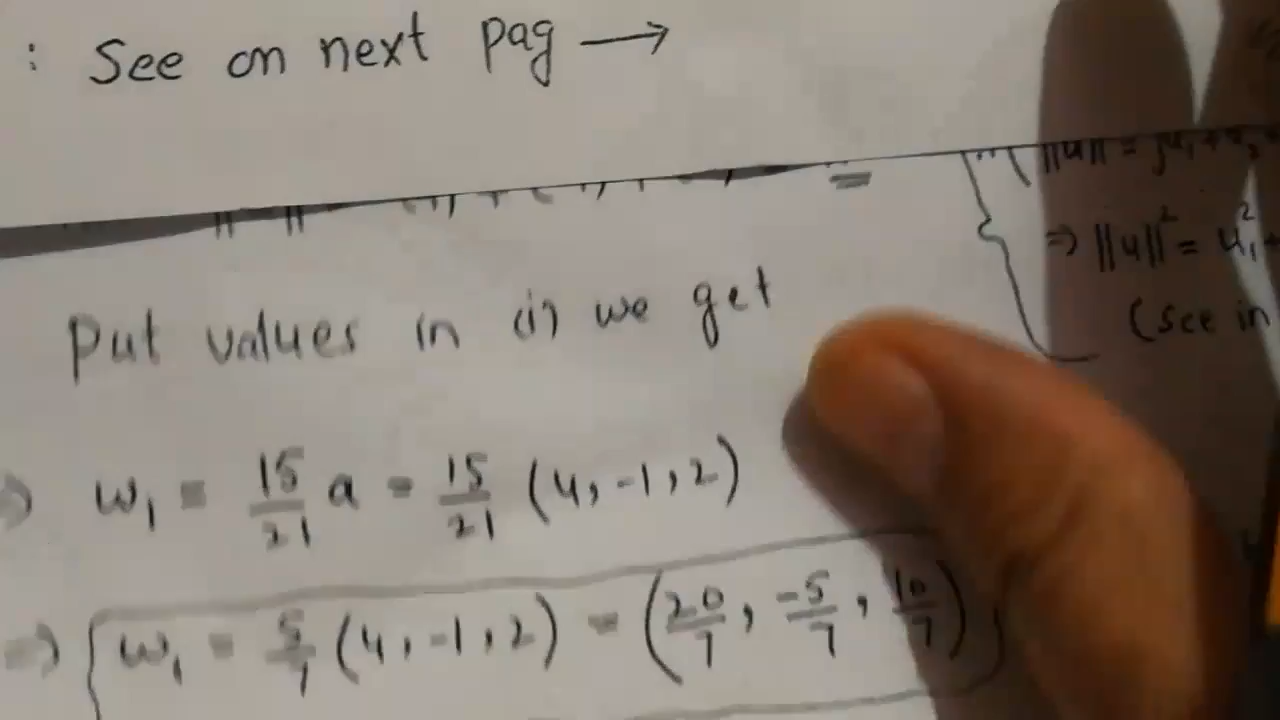 : See on next pag →
⇒ ||u||² = u₁² +
(see in
Put values in (i) we get
⇒ w₁ = 15/21 a = 15/21 (4, -1, 2)
⇒ w₁ = 5/7 (4, -1, 2) = (20/7, -5/7, 10/7)